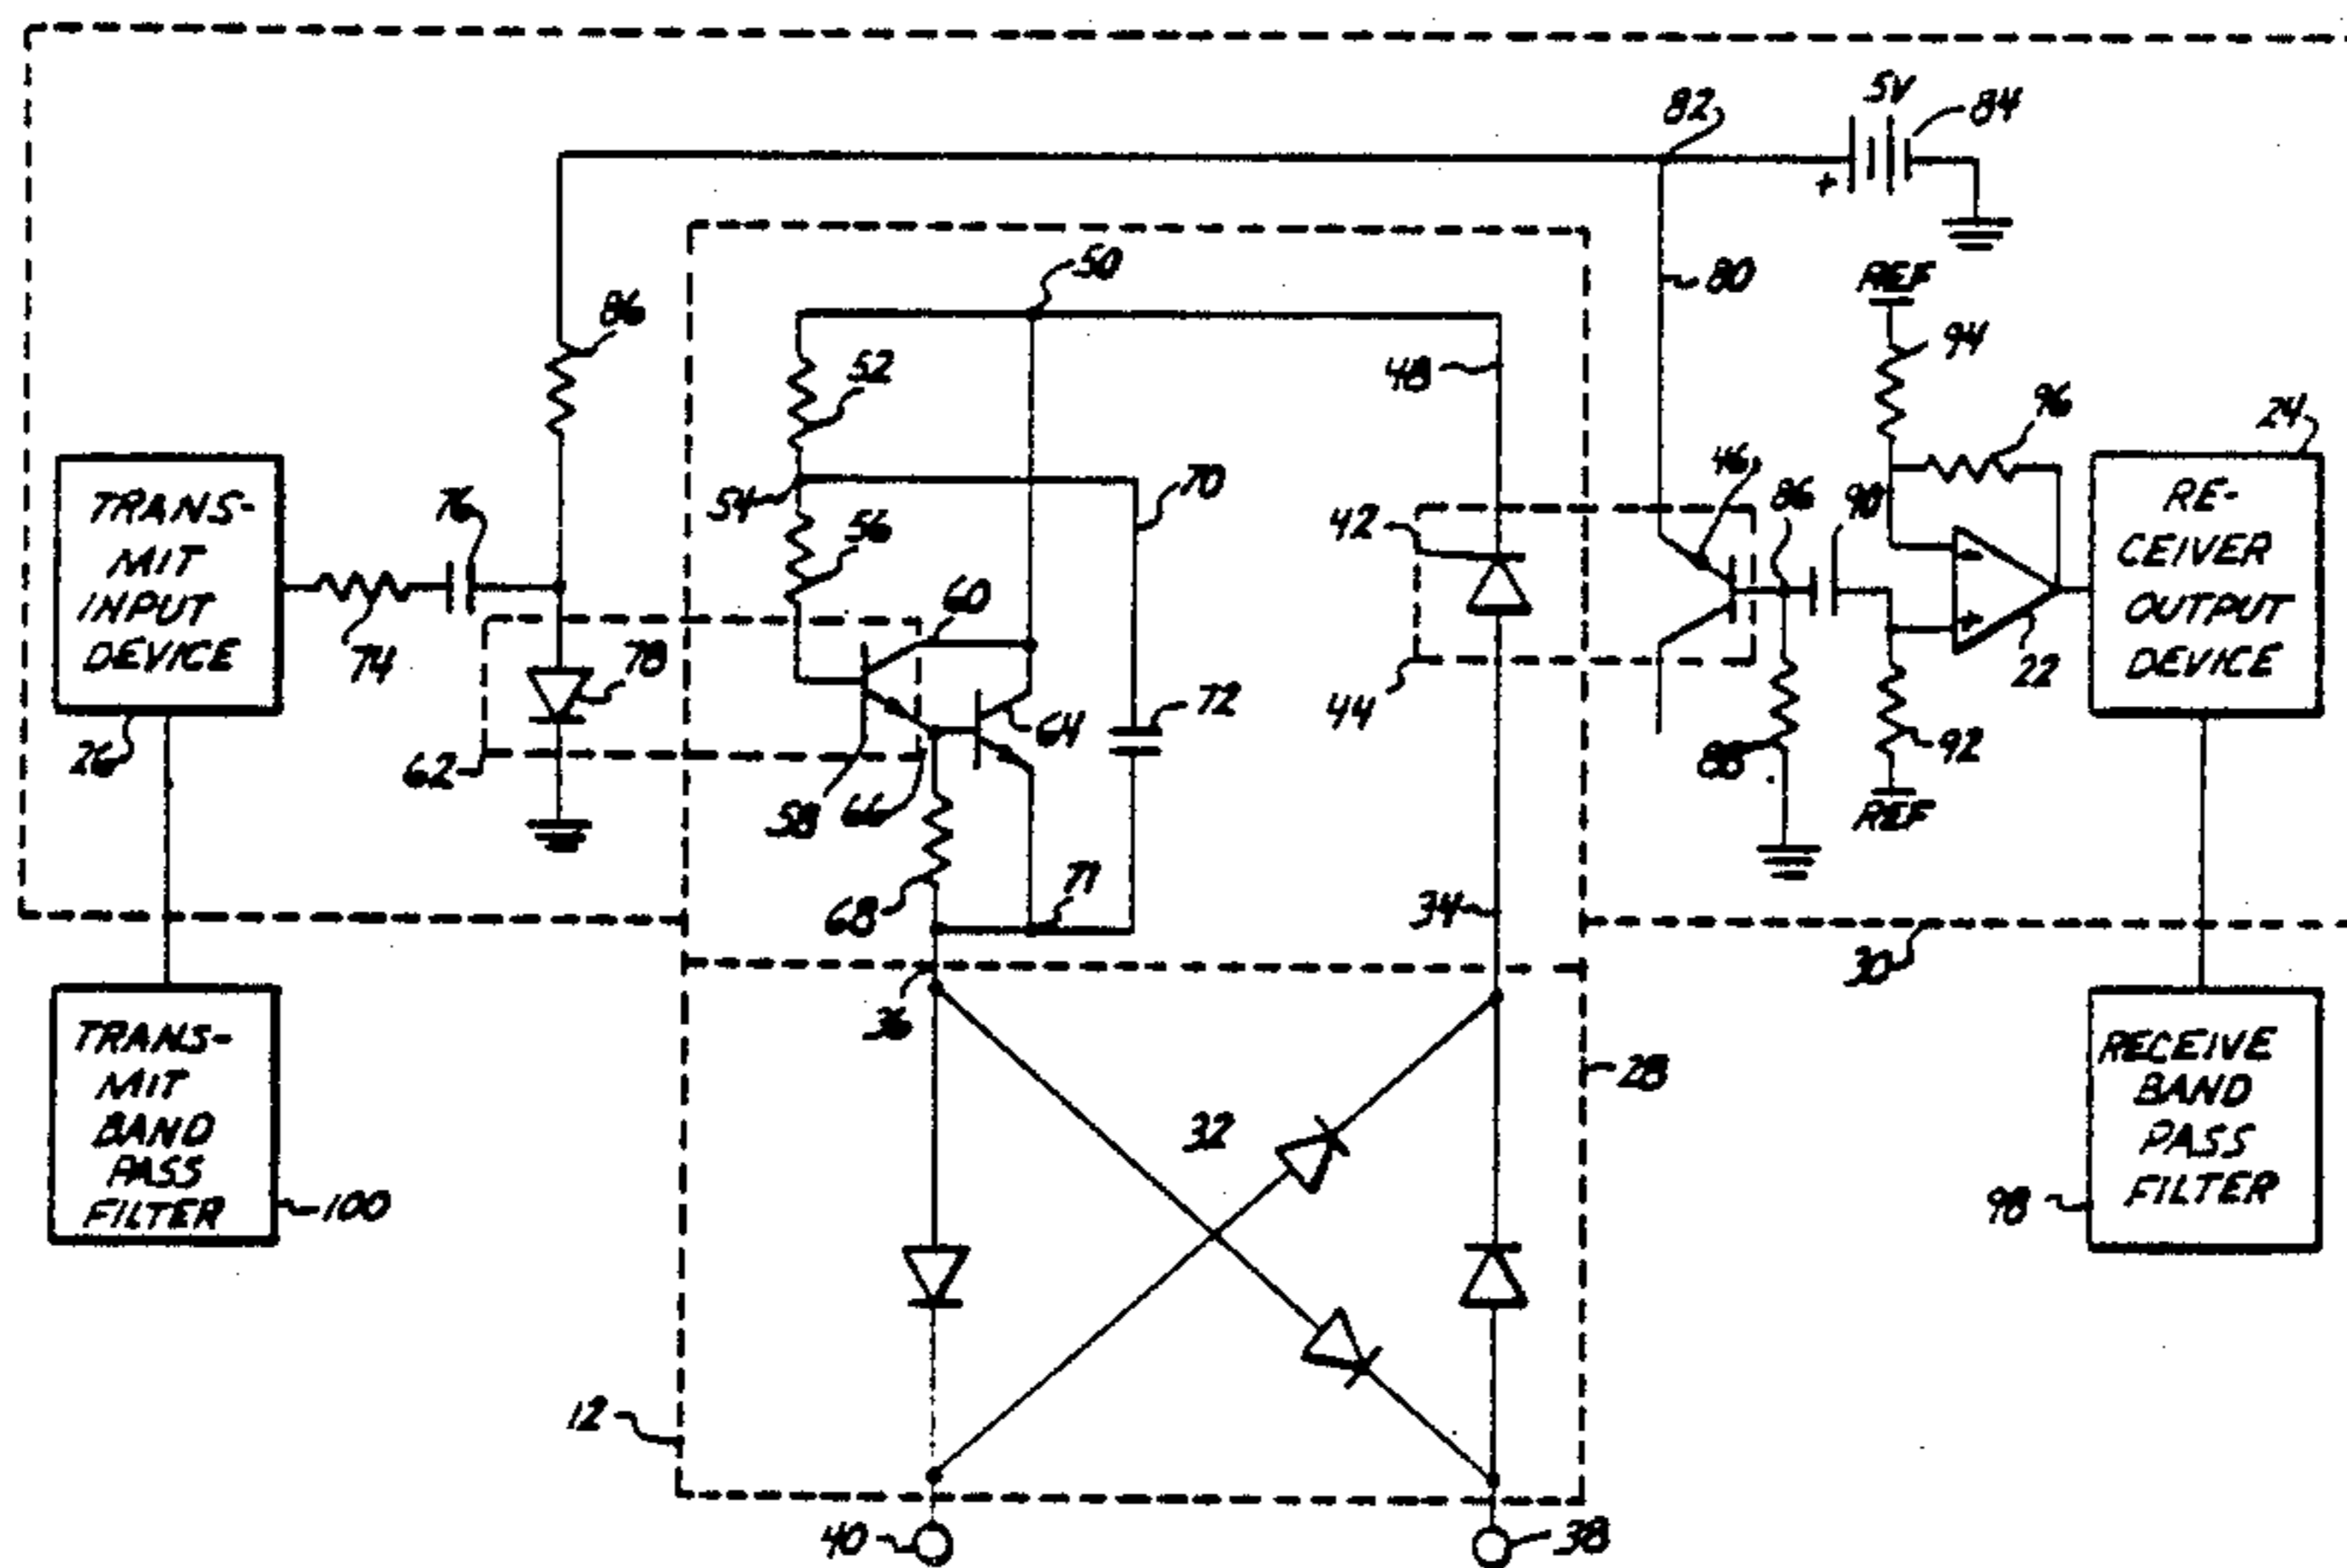 5V
82
84
50
80
REF
86
52
94
48
96
24
46
TRANS-
MIT
INPUT
DEVICE
76
54
70
56
42
86
90
RE-
CEIVER
OUTPUT
DEVICE
60
74
78
64
72
44
22
26
62
88
92
58
66
REF
71
68
34
30
36
TRANS-
MIT
BAND
PASS
FILTER
28
RECEIVE
BAND
PASS
FILTER
32
100
98
12
40
38